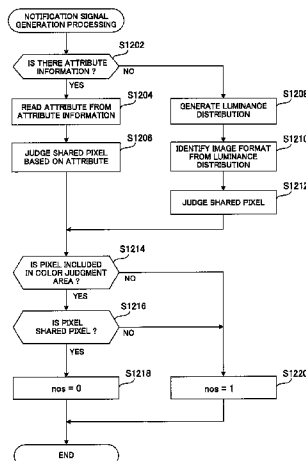 NOTIFICATION SIGNAL
GENERATION PROCESSING
S1202
IS THERE ATTRIBUTE
INFORMATION ?
NO
YES
S1204
READ ATTRIBUTE FROM
ATTRIBUTE INFORMATION
S1206
JUDGE SHARED PIXEL
BASED ON ATTRIBUTE
S1208
GENERATE LUMINANCE
DISTRIBUTION
S1210
IDENTIFY IMAGE FORMAT
FROM LUMINANCE
DISTRIBUTION
S1212
JUDGE SHARED PIXEL
S1214
IS PIXEL INCLUDED
IN COLOR JUDGMENT
AREA ?
NO
YES
S1216
IS PIXEL
SHARED PIXEL ?
NO
YES
S1218
nos = 0
S1220
nos = 1
END